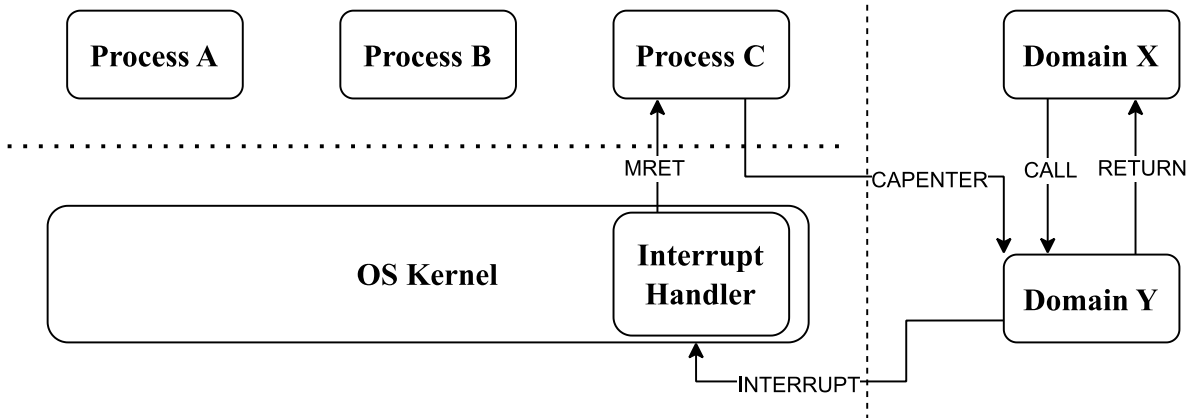 Process A
Process B
Process C
Domain X
MRET
CAPENTER
CALL
RETURN
OS Kernel
Interrupt
Handler
Domain Y
INTERRUPT